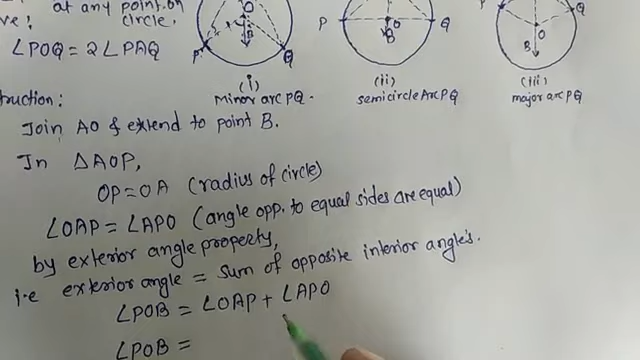 at any point on
ve: circle.
∠POQ = 2∠PAQ
P Q
(i)
Minor arc PQ.
P O Q
B
(ii)
semicircle Arc PQ
Q
O
B
(iii)
major arc PQ
truction:
Join AO & extend to point B.
In △AOP,
OP = OA (radius of circle)
∠OAP = ∠APO (angle opp. to equal sides are equal)
by exterior angle property,
i.e exterior angle = sum of opposite interior angle's.
∠POB = ∠OAP + ∠APO
∠POB =